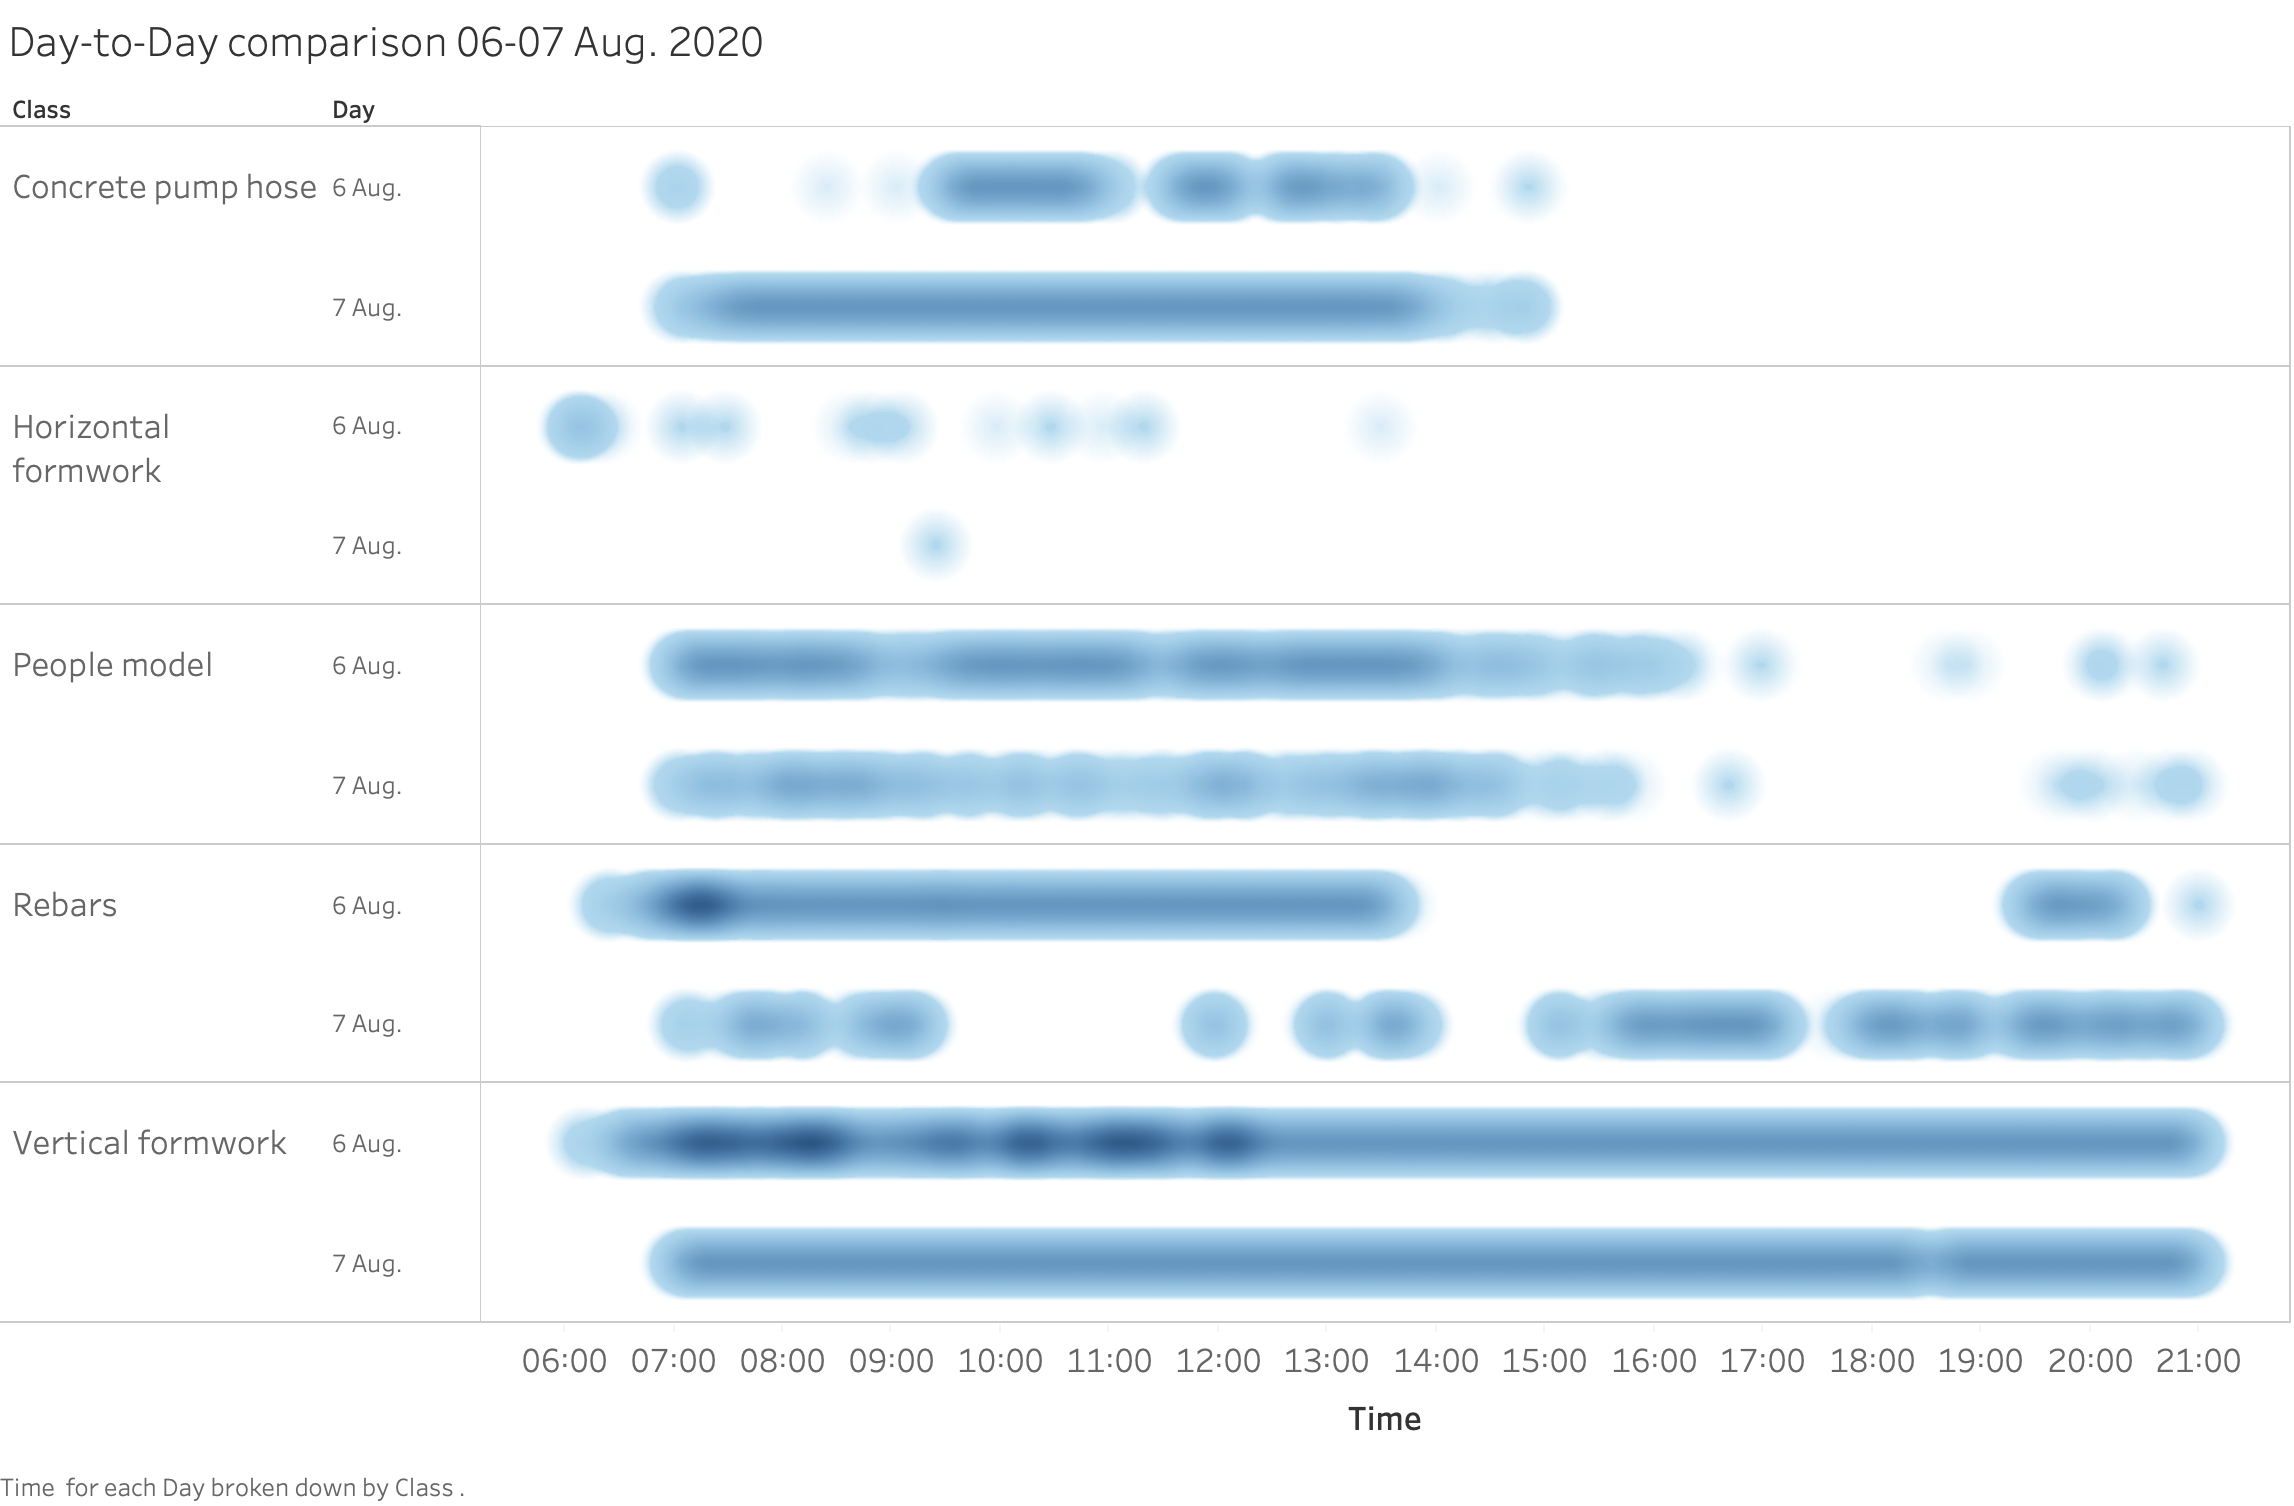 Day-to-Day comparison 06-07 Aug. 2020
Class Day
Concrete pump hose 6 Aug.
7 Aug.
Horizontal 6 Aug.
formwork
7 Aug.
People model 6 Aug.
7 Aug.
Rebars 6 Aug.
7 Aug.
Vertical formwork 6 Aug.
7 Aug.
06:00 07:00 08:00 09:00 10:00 11:00 12:00 13:00 14:00 15:00 16:00 17:00 18:00 19:00 20:00 21:00
Time
Time for each Day broken down by Class .